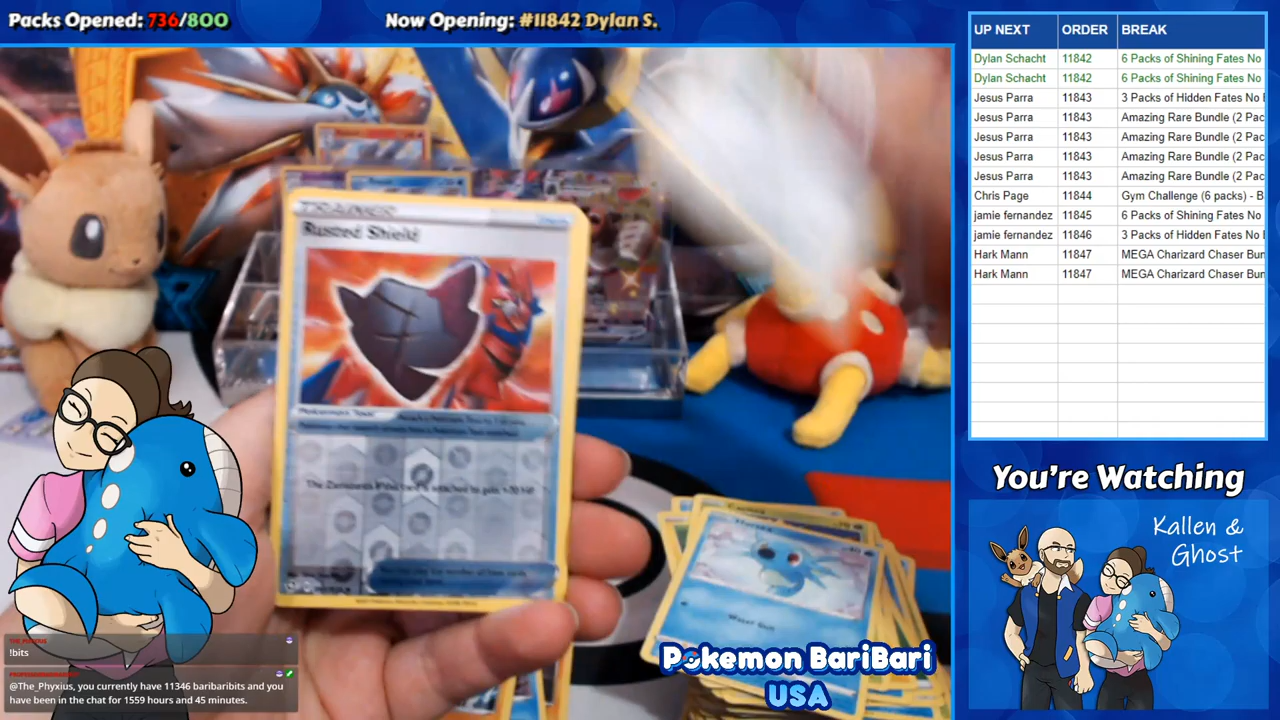 Packs Opened: 736/800
Now Opening: #11842 Dylan S.
UP NEXT ORDER BREAK
Dylan Schacht 11842 6 Packs of Shining Fates No
Dylan Schacht 11842 6 Packs of Shining Fates No
Jesus Parra 11843 3 Packs of Hidden Fates No
Jesus Parra 11843 Amazing Rare Bundle (2 Pac
Jesus Parra 11843 Amazing Rare Bundle (2 Pac
Jesus Parra 11843 Amazing Rare Bundle (2 Pac
Jesus Parra 11843 Amazing Rare Bundle (2 Pac
Chris Page 11844 Gym Challenge (6 packs) - B
jamie fernandez 11845 6 Packs of Shining Fates No
jamie fernandez 11846 3 Packs of Hidden Fates No
Hark Mann 11847 MEGA Charizard Chaser Bun
Hark Mann 11847 MEGA Charizard Chaser Bun
TRAINER
Rusted Shield
Pokémon Tool
Horsea
Water Gun
You're Watching
Kallen &
Ghost
Pokemon BariBari
USA
!bits
@The_Phyxius, you currently have 11346 baribaribits and you
have been in the chat for 1559 hours and 45 minutes.